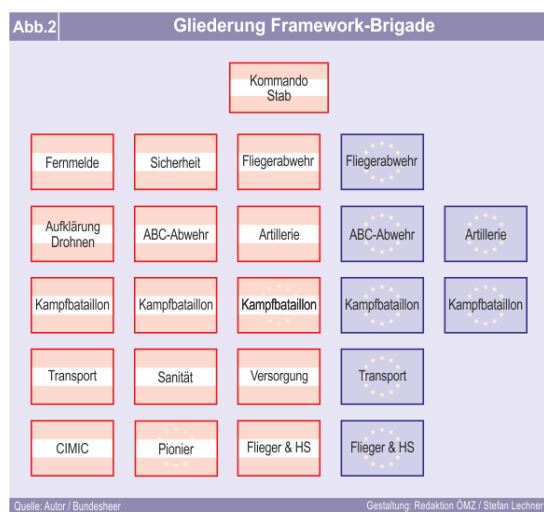 Abb.2 Gliederung Framework-Brigade
Kommando
Stab
Fernmelde Sicherheit Fliegerabwehr Fliegerabwehr
Aufklärung
Drohnen
ABC-Abwehr Artillerie ABC-Abwehr Artillerie
Kampfbataillon Kampfbataillon Kampfbataillon Kampfbataillon Kampfbataillon
Transport Sanität Versorgung Transport
CIMIC Pionier Flieger & HS Flieger & HS
Quelle: Autor / Bundesheer Gestaltung: Redaktion ÖMZ / Stefan Lechner